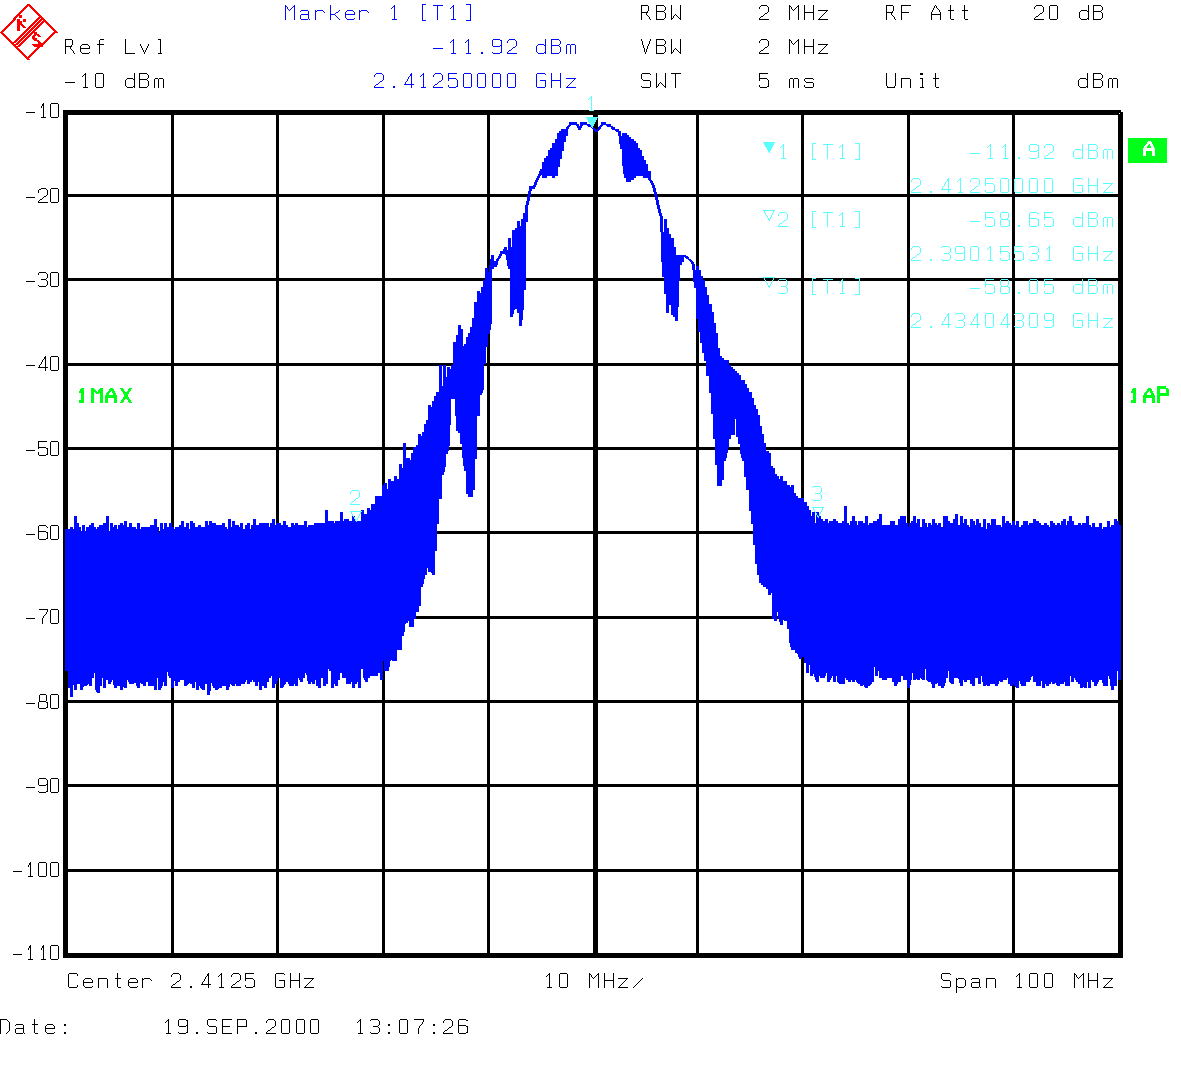 Marker 1 [T1] RBW 2 MHz RF Att 20 dB
Ref Lvl -11.92 dBm VBW 2 MHz
-10 dBm 2.41250000 GHz SWT 5 ms Unit dBm
-10
1
▼1 [T1] -11.92 dBm
A
2.41250000 GHz
-20
▽2 [T1] -58.65 dBm
2.39015531 GHz
-30
▽3 [T1] -58.05 dBm
2.43404309 GHz
-40
1MAX 1AP
-50
2 3
-60
-70
-80
-90
-100
-110
Center 2.4125 GHz 10 MHz/ Span 100 MHz
Date: 19.SEP.2000 13:07:26